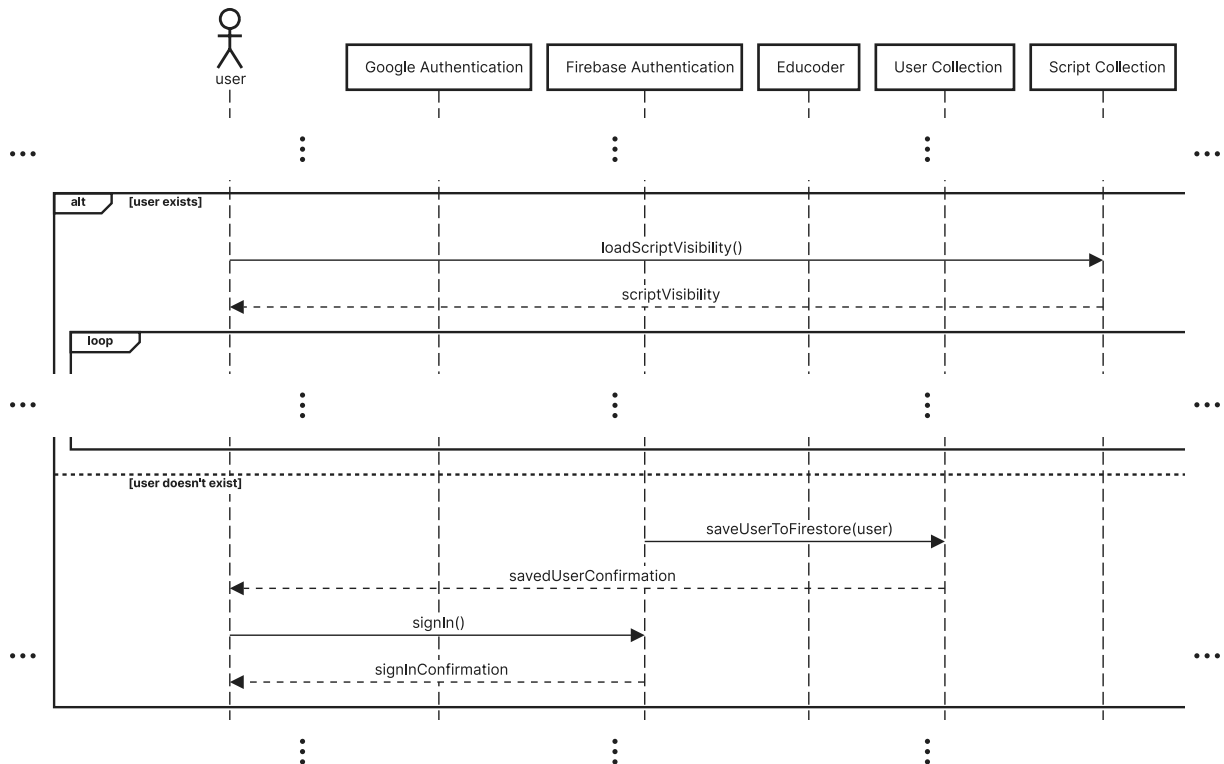 user
Google Authentication
Firebase Authentication
Educoder
User Collection
Script Collection
alt
[user exists]
loadScriptVisibility()
scriptVisibility
loop
[user doesn't exist]
saveUserToFirestore(user)
savedUserConfirmation
signIn()
signInConfirmation